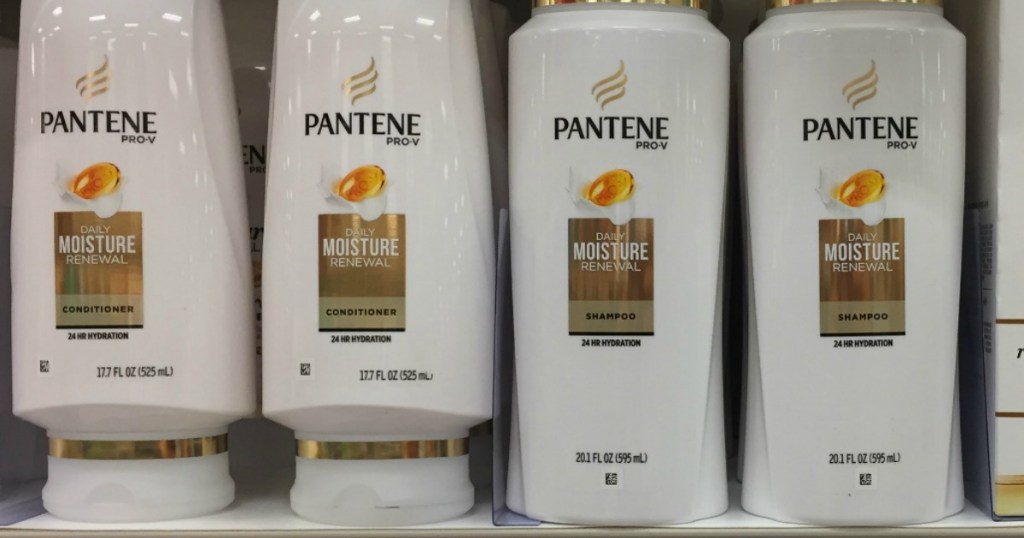 PANTENE
PRO-V
DAILY
MOISTURE
RENEWAL
CONDITIONER
24 HR HYDRATION
17.7 FL OZ (525 mL)
PANTENE
PRO-V
DAILY
MOISTURE
RENEWAL
CONDITIONER
24 HR HYDRATION
17.7 FL OZ (525 mL)
PANTENE
PRO-V
DAILY
MOISTURE
RENEWAL
SHAMPOO
24 HR HYDRATION
20.1 FL OZ (595 mL)
PANTENE
PRO-V
DAILY
MOISTURE
RENEWAL
SHAMPOO
24 HR HYDRATION
20.1 FL OZ (595 mL)